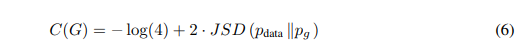 C(G) = − log(4) + 2 · JSD (p_data ‖p_g ) (6)